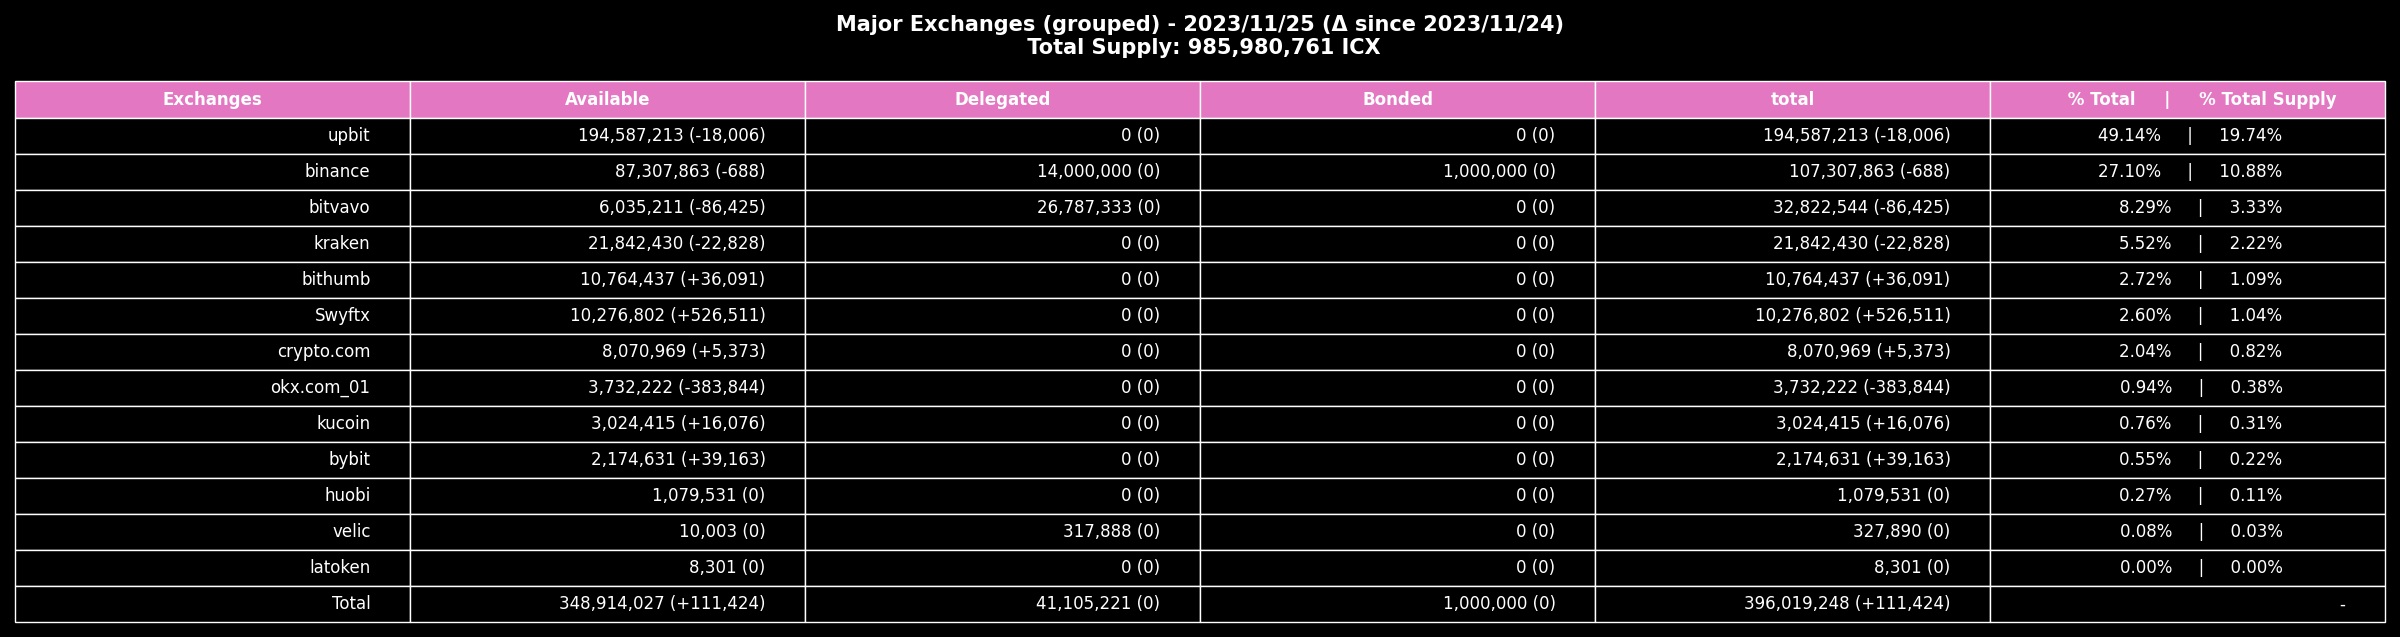 Major Exchanges (grouped) - 2023/11/25 (Δ since 2023/11/24)
Total Supply: 985,980,761 ICX
Exchanges Available Delegated Bonded total % Total | % Total Supply
upbit 194,587,213 (-18,006) 0 (0) 0 (0) 194,587,213 (-18,006) 49.14% | 19.74%
binance 87,307,863 (-688) 14,000,000 (0) 1,000,000 (0) 107,307,863 (-688) 27.10% | 10.88%
bitvavo 6,035,211 (-86,425) 26,787,333 (0) 0 (0) 32,822,544 (-86,425) 8.29% | 3.33%
kraken 21,842,430 (-22,828) 0 (0) 0 (0) 21,842,430 (-22,828) 5.52% | 2.22%
bithumb 10,764,437 (+36,091) 0 (0) 0 (0) 10,764,437 (+36,091) 2.72% | 1.09%
Swyftx 10,276,802 (+526,511) 0 (0) 0 (0) 10,276,802 (+526,511) 2.60% | 1.04%
crypto.com 8,070,969 (+5,373) 0 (0) 0 (0) 8,070,969 (+5,373) 2.04% | 0.82%
okx.com_01 3,732,222 (-383,844) 0 (0) 0 (0) 3,732,222 (-383,844) 0.94% | 0.38%
kucoin 3,024,415 (+16,076) 0 (0) 0 (0) 3,024,415 (+16,076) 0.76% | 0.31%
bybit 2,174,631 (+39,163) 0 (0) 0 (0) 2,174,631 (+39,163) 0.55% | 0.22%
huobi 1,079,531 (0) 0 (0) 0 (0) 1,079,531 (0) 0.27% | 0.11%
velic 10,003 (0) 317,888 (0) 0 (0) 327,890 (0) 0.08% | 0.03%
latoken 8,301 (0) 0 (0) 0 (0) 8,301 (0) 0.00% | 0.00%
Total 348,914,027 (+111,424) 41,105,221 (0) 1,000,000 (0) 396,019,248 (+111,424) -